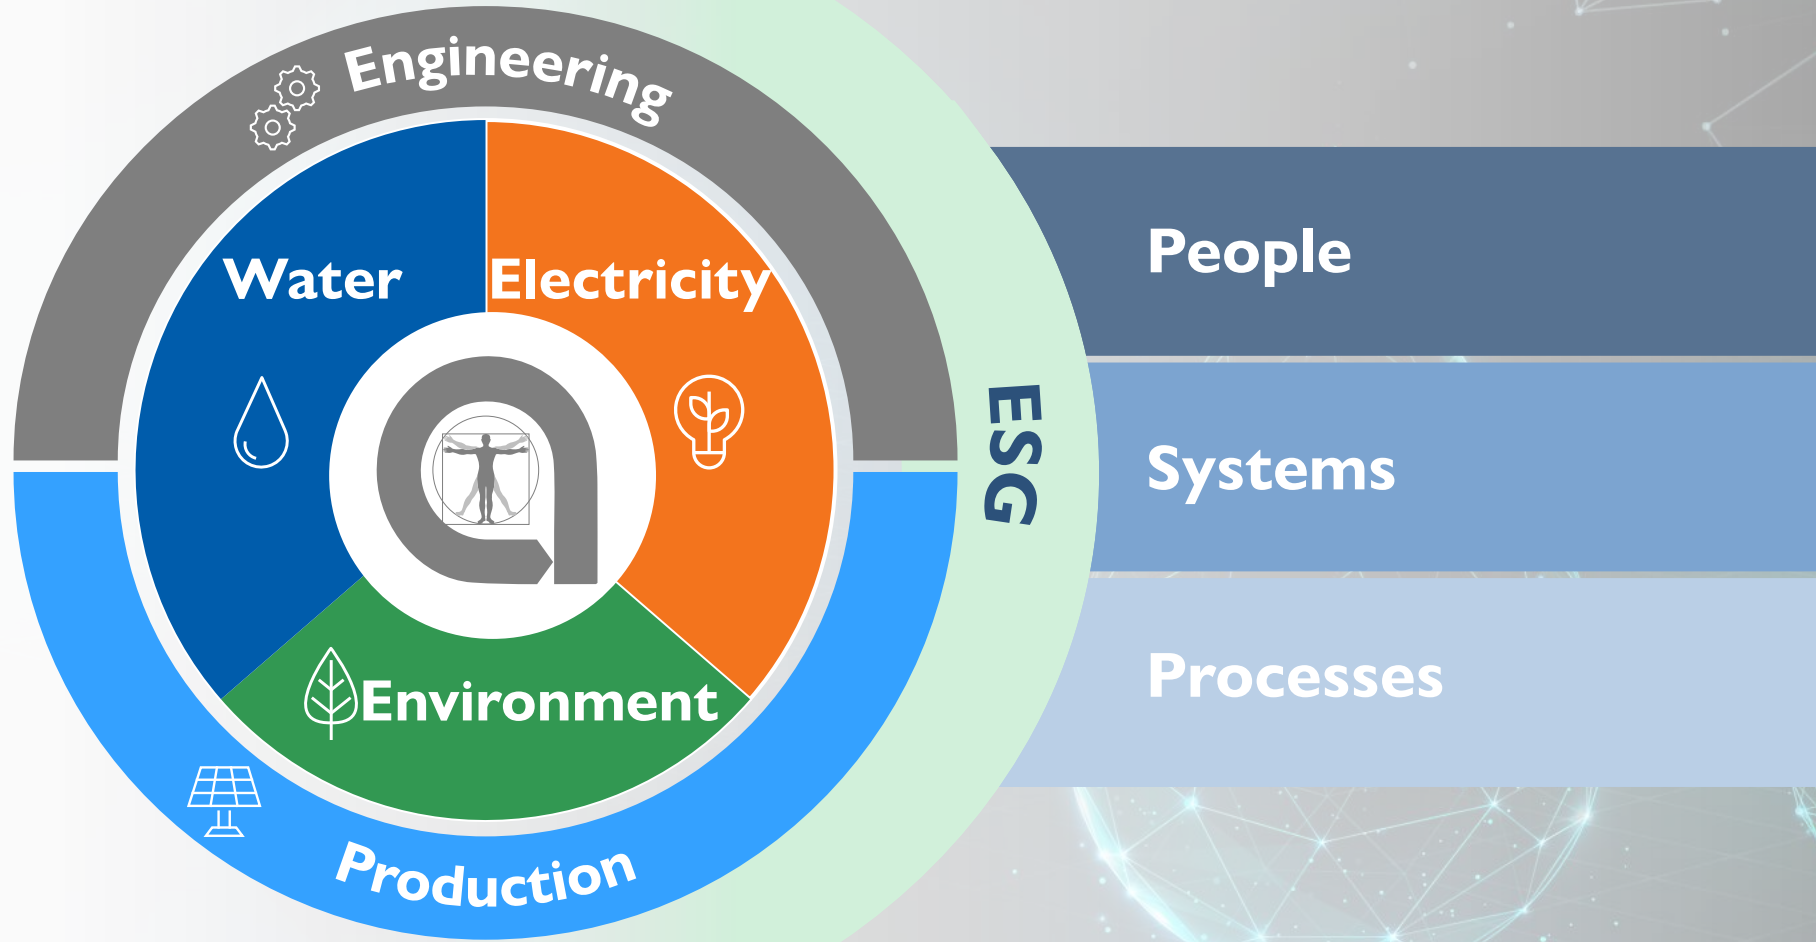 Engineering
Water
Electricity
Environment
Production
ESG
People
Systems
Processes